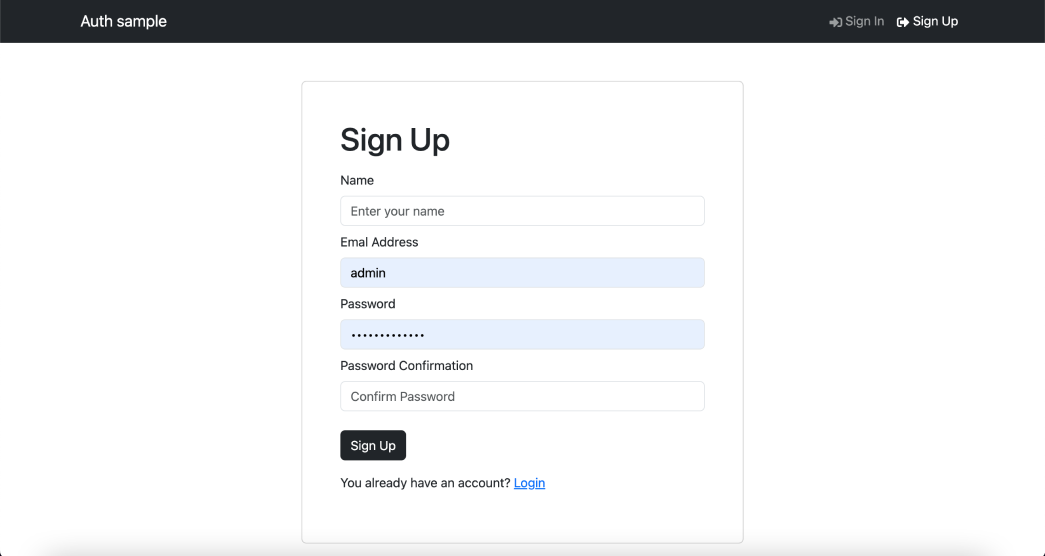 Auth sample
Sign In
Sign Up
Sign Up
Name
Enter your name
Emal Address
admin
Password
•••••••••••••
Password Confirmation
Confirm Password
Sign Up
You already have an account? Login